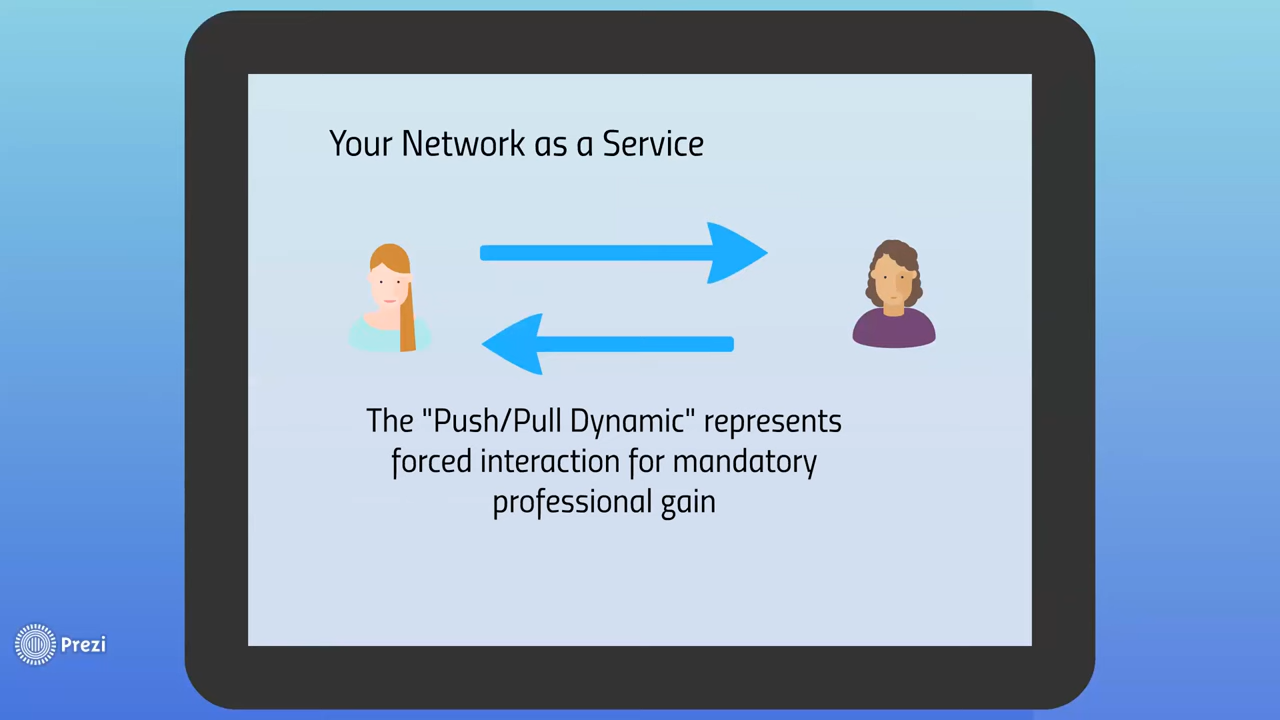 Your Network as a Service
The "Push/Pull Dynamic" represents
forced interaction for mandatory
professional gain
Prezi